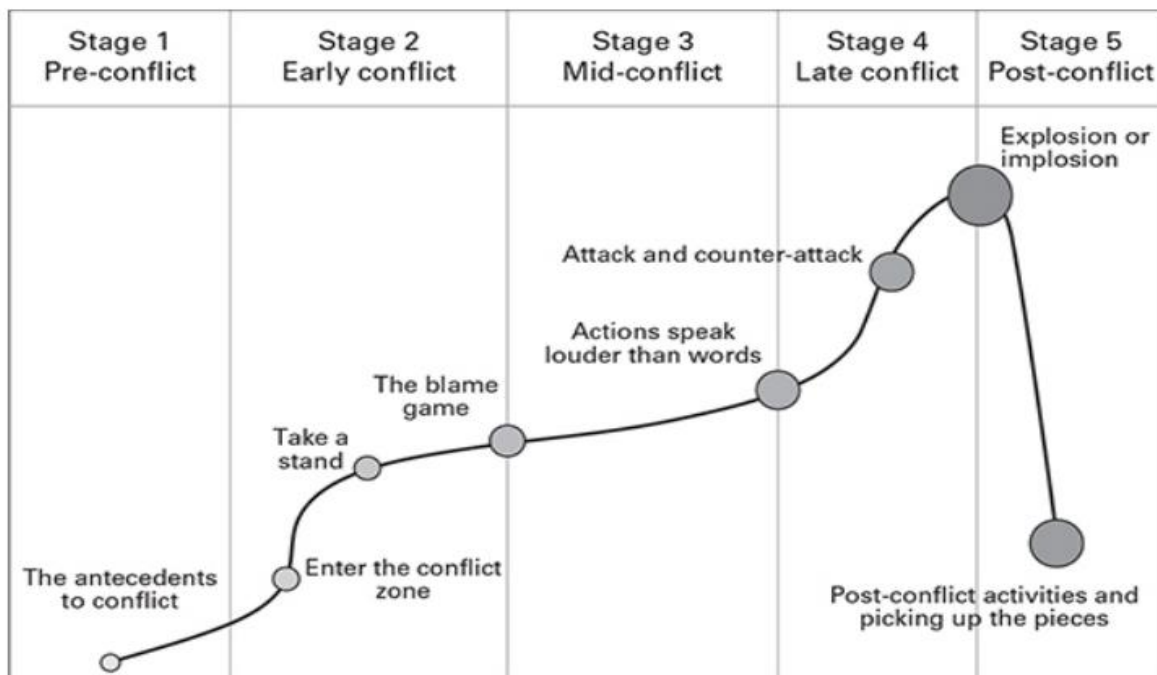 Stage 1
Pre-conflict
Stage 2
Early conflict
Stage 3
Mid-conflict
Stage 4
Late conflict
Stage 5
Post-conflict
Explosion or
implosion
Attack and counter-attack
Actions speak
louder than words
The blame
game
Take a
stand
Enter the conflict
zone
The antecedents
to conflict
Post-conflict activities and
picking up the pieces